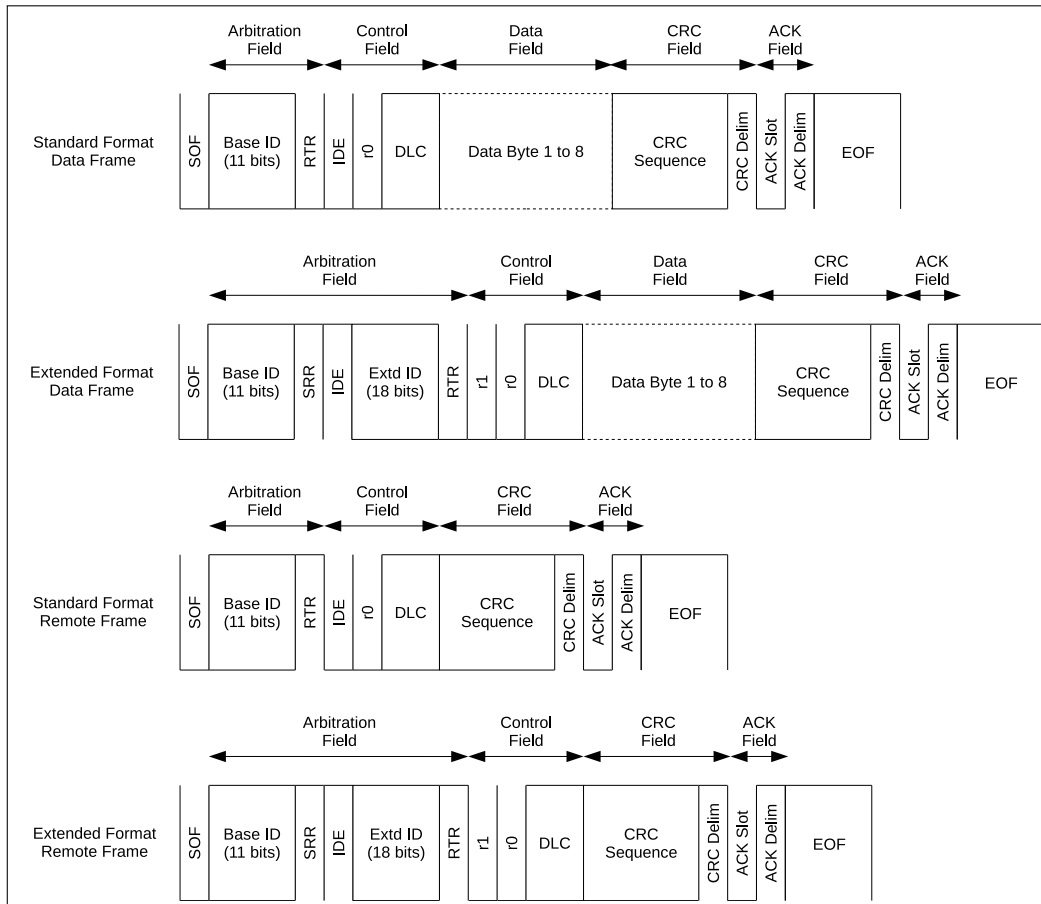 Arbitration
Field
Control
Field
Data
Field
CRC
Field
ACK
Field
Standard Format
Data Frame
SOF
Base ID
(11 bits)
RTR
IDE
r0
DLC
Data Byte 1 to 8
CRC
Sequence
CRC Delim
ACK Slot
ACK Delim
EOF
Arbitration
Field
Control
Field
Data
Field
CRC
Field
ACK
Field
Extended Format
Data Frame
SOF
Base ID
(11 bits)
SRR
IDE
Extd ID
(18 bits)
RTR
r1
r0
DLC
Data Byte 1 to 8
CRC
Sequence
CRC Delim
ACK Slot
ACK Delim
EOF
Arbitration
Field
Control
Field
CRC
Field
ACK
Field
Standard Format
Remote Frame
SOF
Base ID
(11 bits)
RTR
IDE
r0
DLC
CRC
Sequence
CRC Delim
ACK Slot
ACK Delim
EOF
Arbitration
Field
Control
Field
CRC
Field
ACK
Field
Extended Format
Remote Frame
SOF
Base ID
(11 bits)
SRR
IDE
Extd ID
(18 bits)
RTR
r1
r0
DLC
CRC
Sequence
CRC Delim
ACK Slot
ACK Delim
EOF